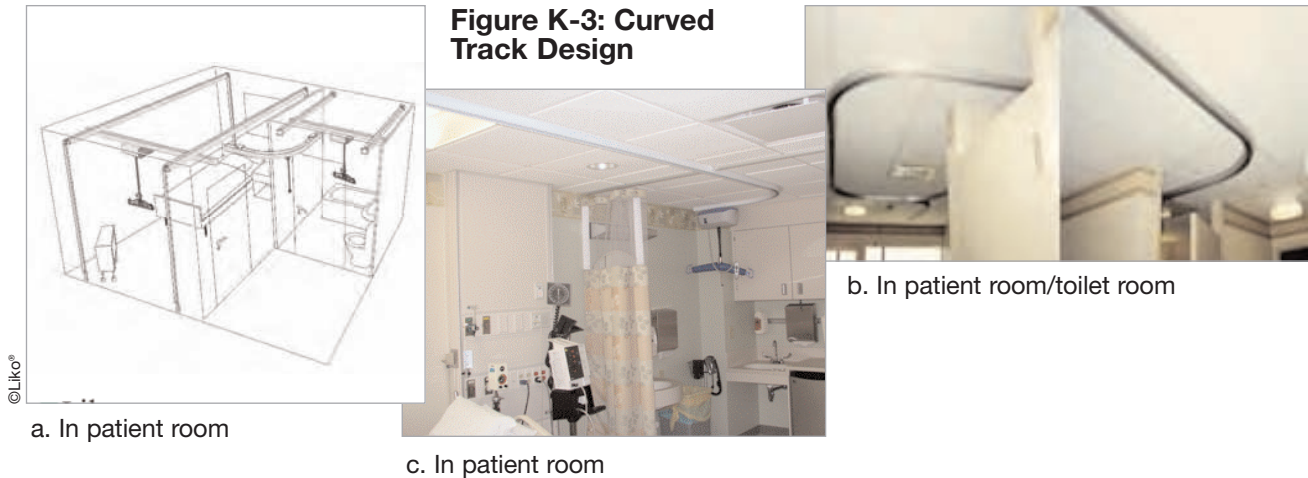 Figure K-3: Curved
Track Design
©Liko®
a. In patient room
b. In patient room/toilet room
c. In patient room